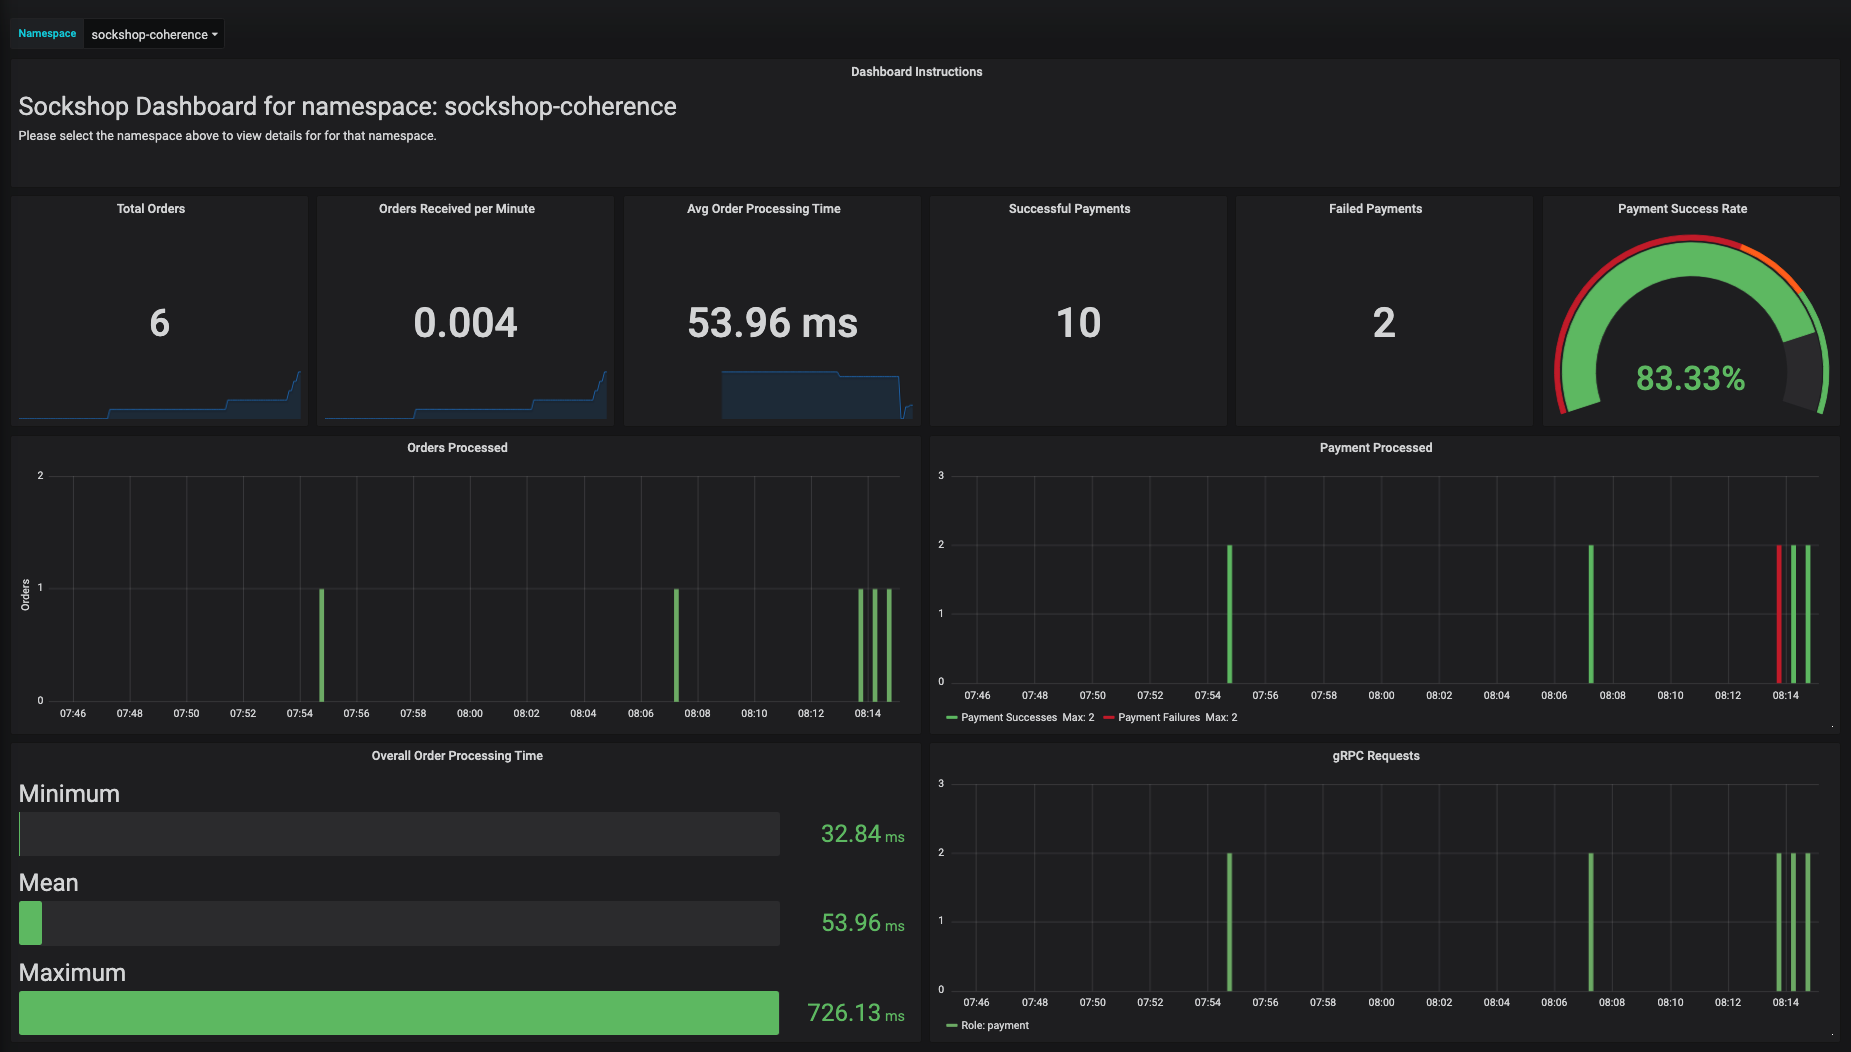 Namespace sockshop-coherence
Dashboard Instructions
Sockshop Dashboard for namespace: sockshop-coherence
Please select the namespace above to view details for for that namespace.
Total Orders
6
Orders Received per Minute
0.004
Avg Order Processing Time
53.96 ms
Successful Payments
10
Failed Payments
2
Payment Success Rate
83.33%
Orders Processed
Orders
2
1
0
07:46 07:48 07:50 07:52 07:54 07:56 07:58 08:00 08:02 08:04 08:06 08:08 08:10 08:12 08:14
Payment Processed
3
2
1
0
07:46 07:48 07:50 07:52 07:54 07:56 07:58 08:00 08:02 08:04 08:06 08:08 08:10 08:12 08:14
Payment Successes Max: 2 Payment Failures Max: 2
Overall Order Processing Time
Minimum
32.84 ms
Mean
53.96 ms
Maximum
726.13 ms
gRPC Requests
3
2
1
0
07:46 07:48 07:50 07:52 07:54 07:56 07:58 08:00 08:02 08:04 08:06 08:08 08:10 08:12 08:14
Role: payment